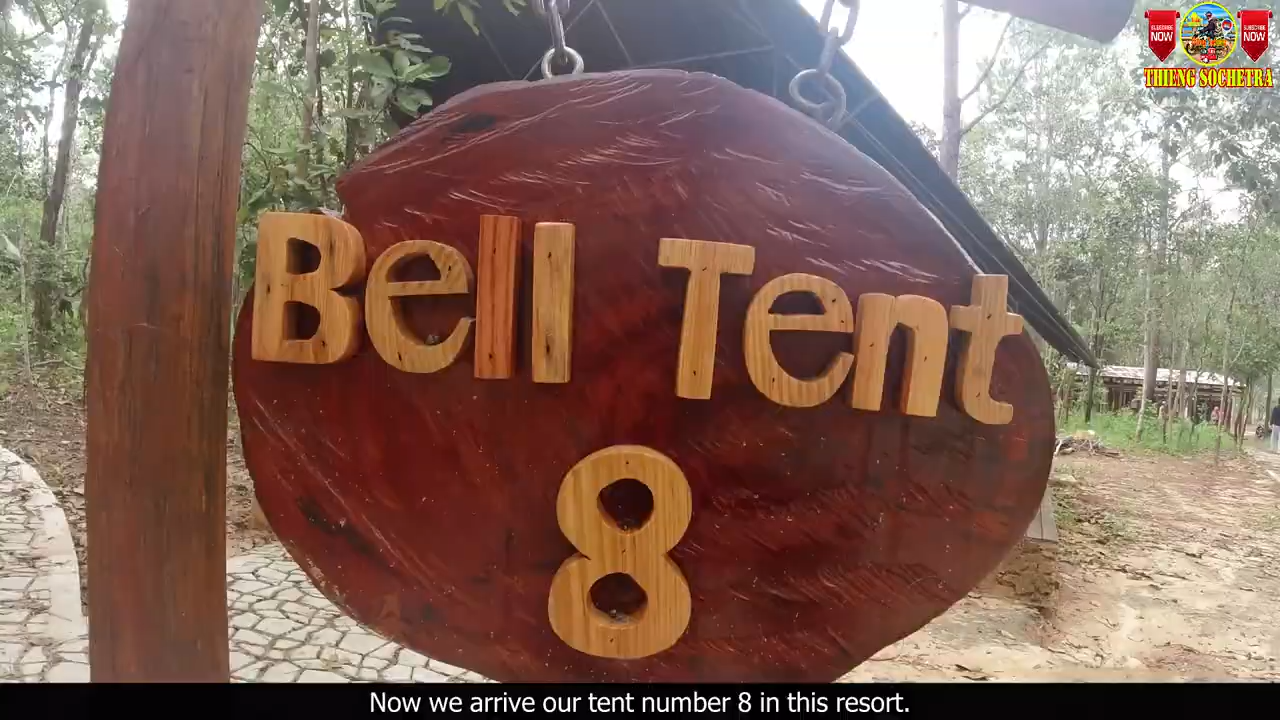 SUBSCRIBE
NOW
SUBSCRIBE
NOW
THIENG SOCHETRA
Bell Tent
8
Now we arrive our tent number 8 in this resort.